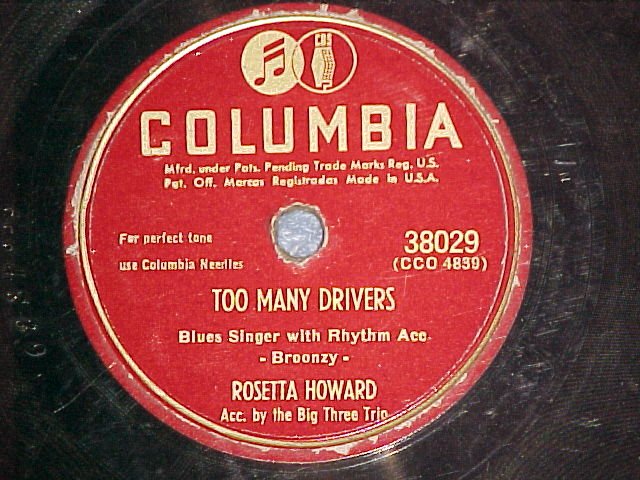 COLUMBIA
Mfrd. under Pats. Pending Trade Marks Reg. U.S.
Pat. Off. Marcas Registradas Made in U.S.A.
For perfect tone
use Columbia Needles
38029
(CCO 4839)
TOO MANY DRIVERS
Blues Singer with Rhythm Acc.
- Broonzy -
ROSETTA HOWARD
Acc. by the Big Three Trio